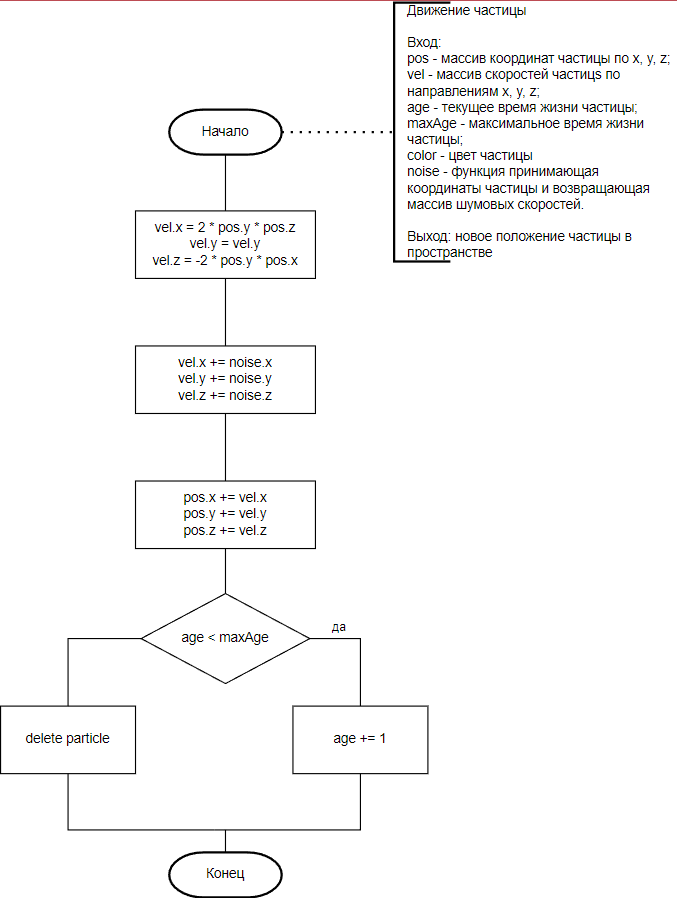 Движение частицы
Вход:
pos - массив координат частицы по x, y, z;
vel - массив скоростей частицs по
направлениям x, y, z;
age - текущее время жизни частицы;
maxAge - максимальное время жизни
частицы;
color - цвет частицы
noise - функция принимающая
координаты частицы и возвращающая
массив шумовых скоростей.
Выход: новое положение частицы в
пространстве
Начало
vel.x = 2 * pos.y * pos.z
vel.y = vel.y
vel.z = -2 * pos.y * pos.x
vel.x += noise.x
vel.y += noise.y
vel.z += noise.z
pos.x += vel.x
pos.y += vel.y
pos.z += vel.z
age < maxAge
да
delete particle
age += 1
Конец